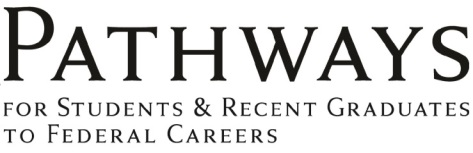 PATHWAYS
FOR STUDENTS & RECENT GRADUATES
TO FEDERAL CAREERS